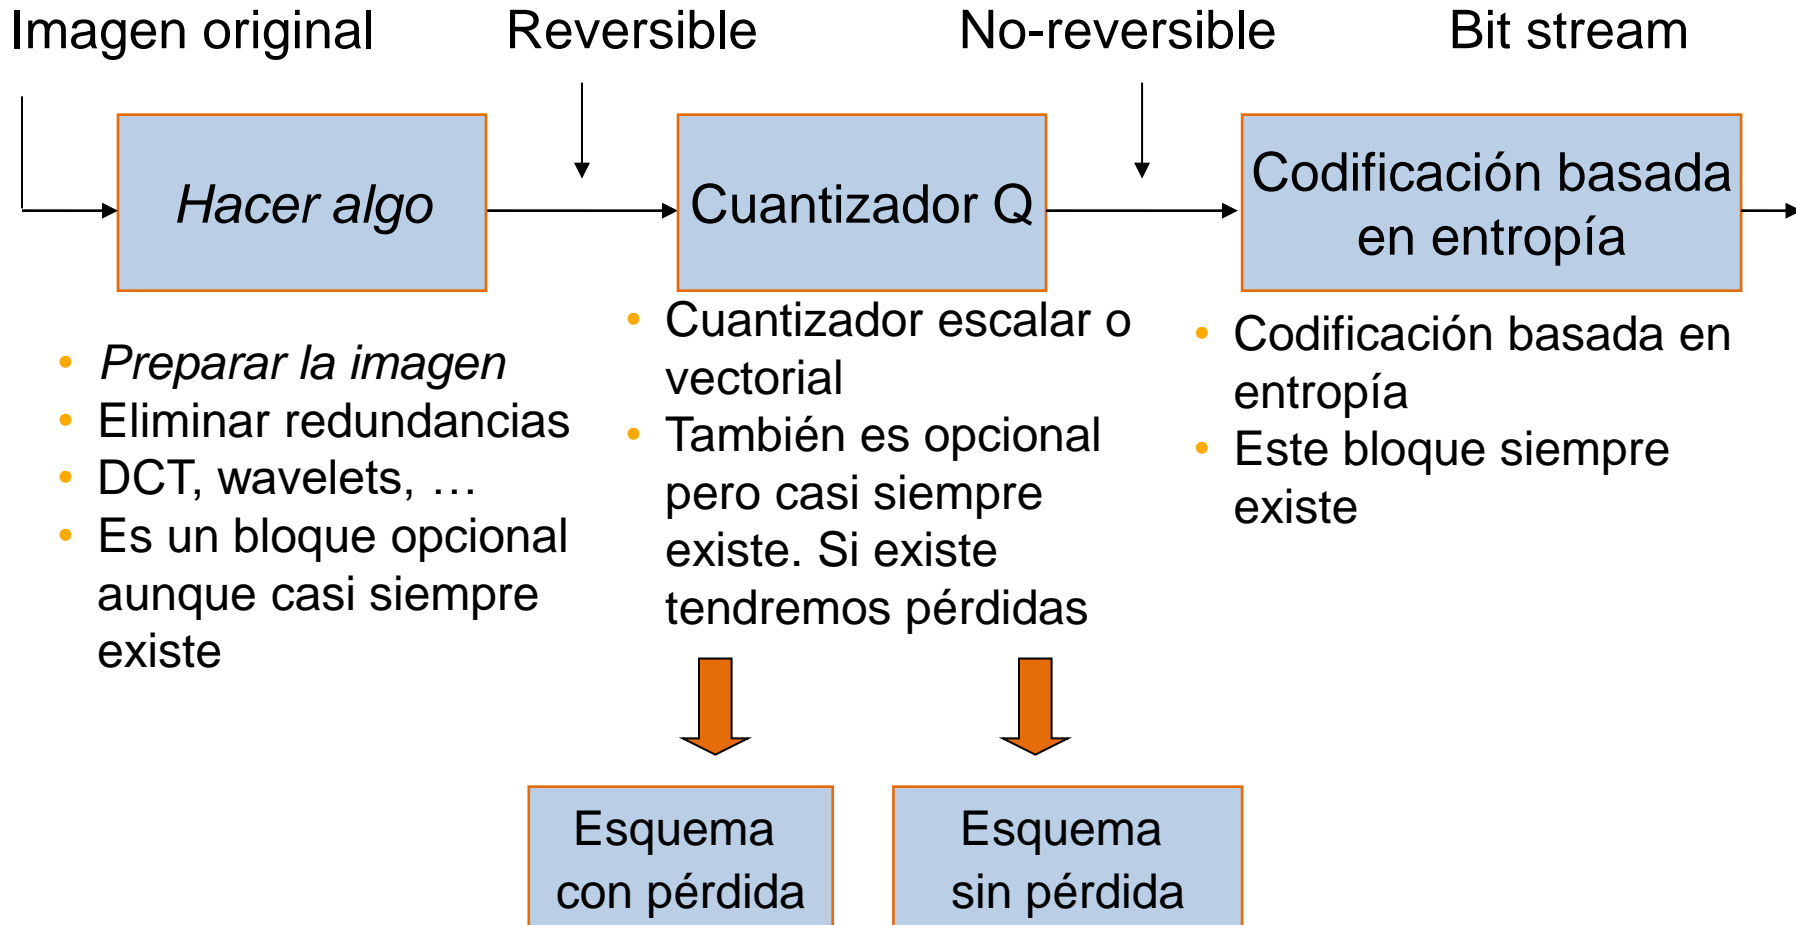 Imagen original
Reversible
No-reversible
Bit stream
Hacer algo
Cuantizador Q
Codificación basada
en entropía
• Preparar la imagen
• Eliminar redundancias
• DCT, wavelets, …
• Es un bloque opcional
aunque casi siempre
existe
• Cuantizador escalar o
vectorial
• También es opcional
pero casi siempre
existe. Si existe
tendremos pérdidas
• Codificación basada en
entropía
• Este bloque siempre
existe
Esquema
con pérdida
Esquema
sin pérdida